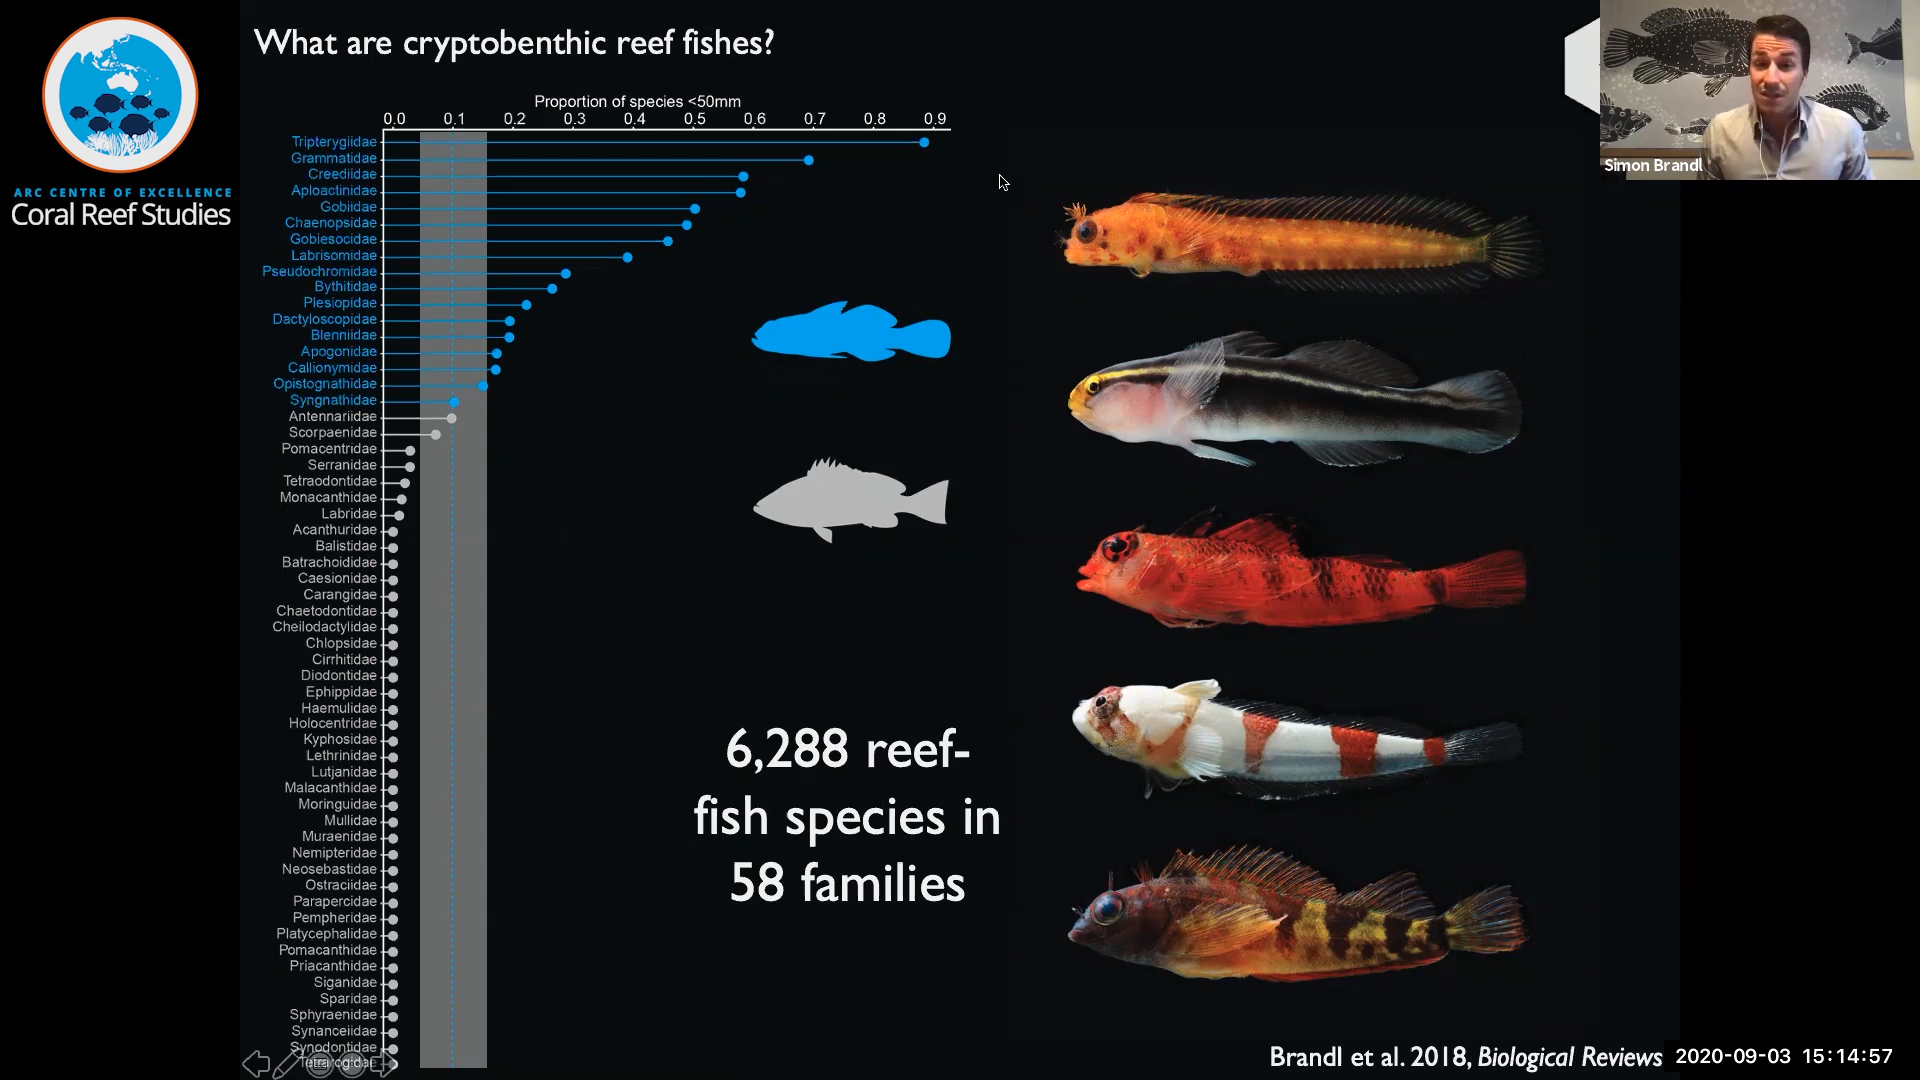 What are cryptobenthic reef fishes?
Simon Brandl
ARC CENTRE OF EXCELLENCE
Coral Reef Studies
Proportion of species <50mm
0.0 0.1 0.2 0.3 0.4 0.5 0.6 0.7 0.8 0.9
Tripterygiidae
Grammatidae
Creediidae
Aploactinidae
Gobiidae
Chaenopsidae
Gobiesocidae
Labrisomidae
Pseudochromidae
Bythitidae
Plesiopidae
Dactyloscopidae
Blenniidae
Apogonidae
Callionymidae
Opistognathidae
Syngnathidae
Antennariidae
Scorpaenidae
Pomacentridae
Serranidae
Tetraodontidae
Monacanthidae
Labridae
Acanthuridae
Balistidae
Batrachoididae
Caesionidae
Carangidae
Chaetodontidae
Cheilodactylidae
Chlopsidae
Cirrhitidae
Diodontidae
Ephippidae
Haemulidae
Holocentridae
Kyphosidae
Lethrinidae
Lutjanidae
Malacanthidae
Moringuidae
Mullidae
Muraenidae
Nemipteridae
Neosebastidae
Ostraciidae
Parapercidae
Pempheridae
Platycephalidae
Pomacanthidae
Priacanthidae
Siganidae
Sparidae
Sphyraenidae
Synanceiidae
Synodontidae
Tetrarogidae
6,288 reef-
fish species in
58 families
Brandl et al. 2018, Biological Reviews
2020-09-03 15:14:57